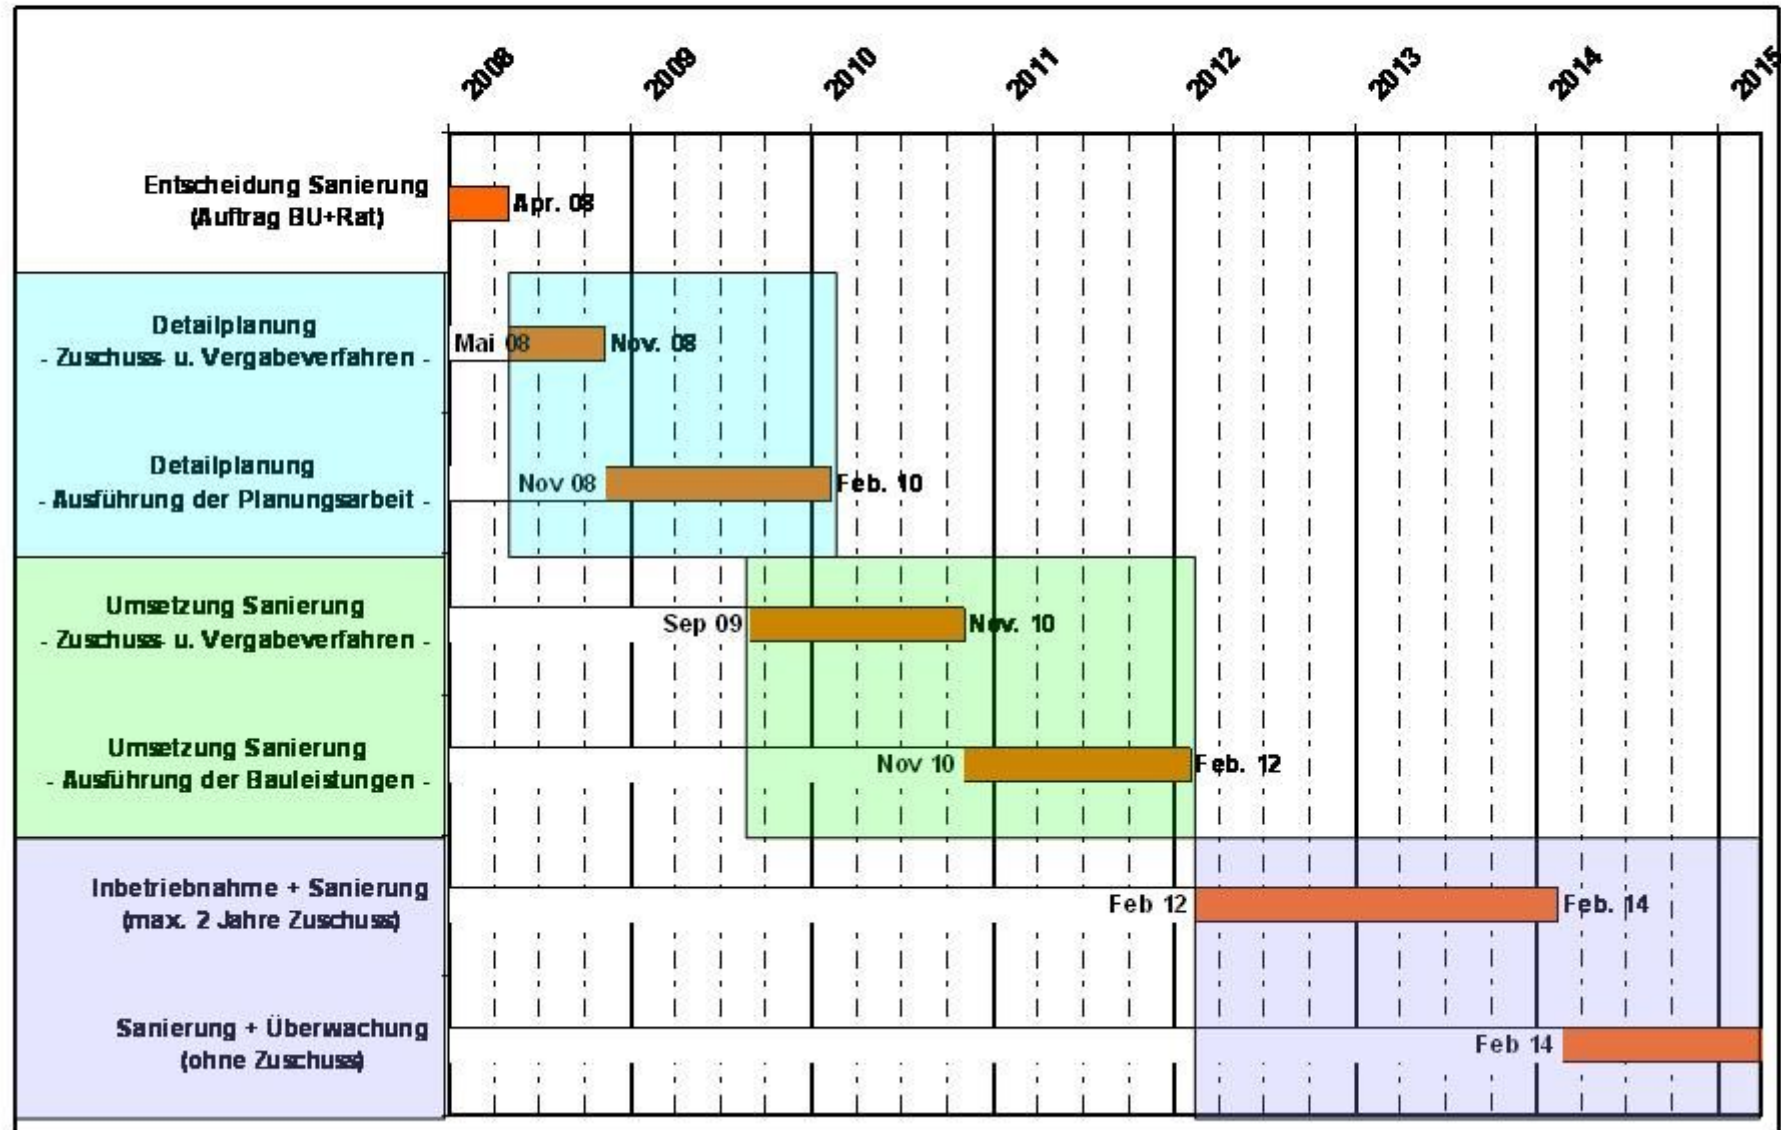 2008 2009 2010 2011 2012 2013 2014 2015
Entscheidung Sanierung
(Auftrag BU+Rat)
Apr. 08
Detailplanung
- Zuschuss- u. Vergabeverfahren -
Mai 08 Nov. 08
Detailplanung
- Ausführung der Planungsarbeit -
Nov 08 Feb. 10
Umsetzung Sanierung
- Zuschuss- u. Vergabeverfahren -
Sep 09 Nov. 10
Umsetzung Sanierung
- Ausführung der Bauleistungen -
Nov 10 Feb. 12
Inbetriebnahme + Sanierung
(max. 2 Jahre Zuschuss)
Feb 12 Feb. 14
Sanierung + Überwachung
(ohne Zuschuss)
Feb 14